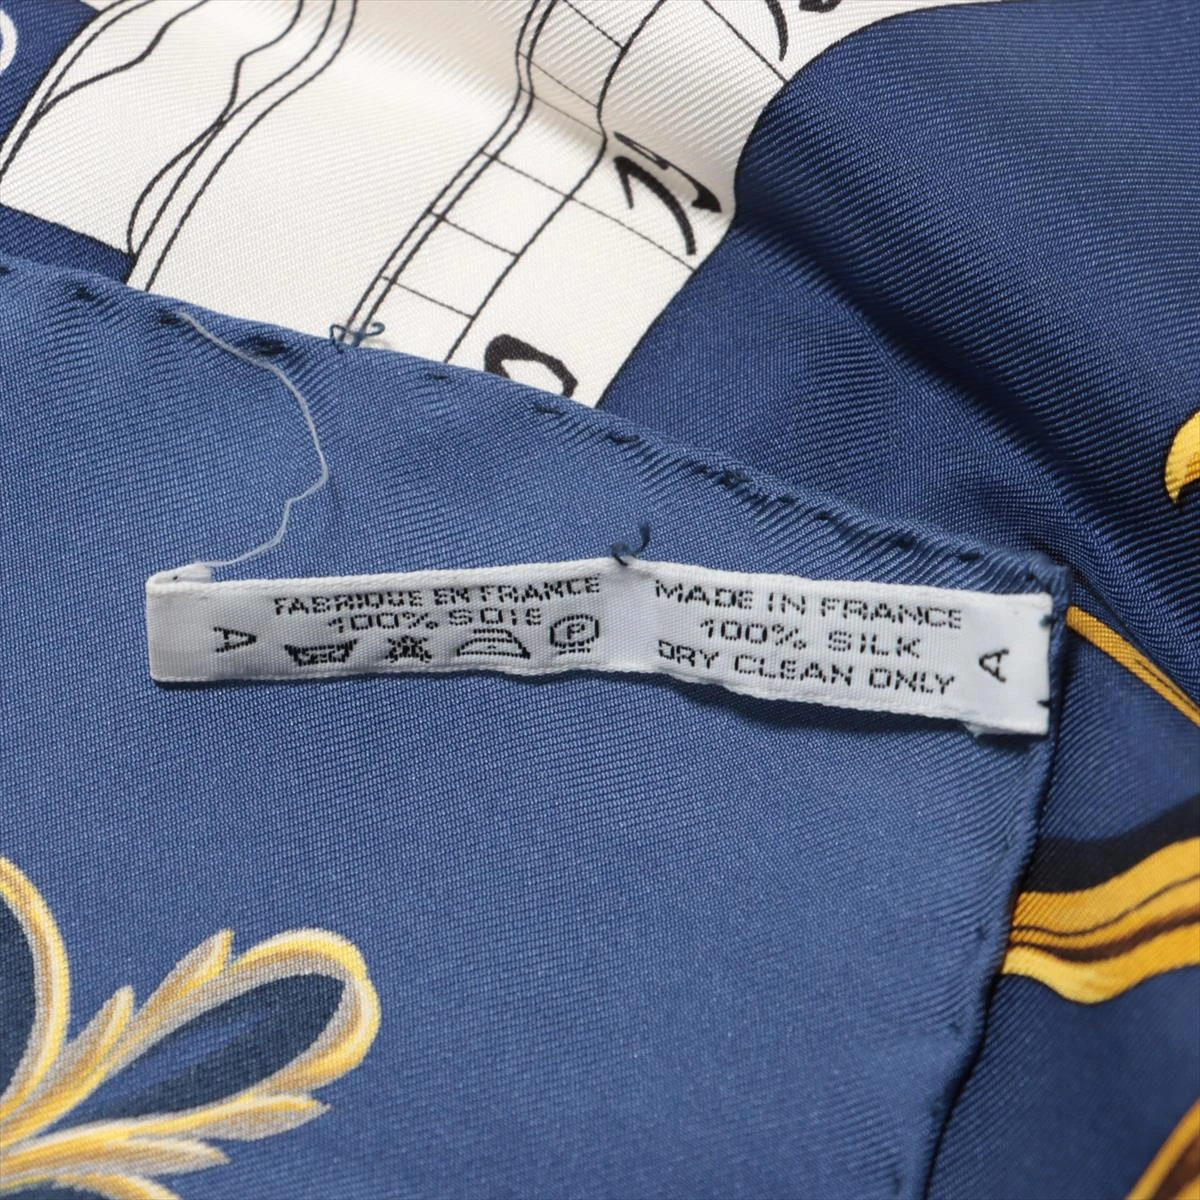 FABRIQUE EN FRANCE
100% SOIE
P
A
MADE IN FRANCE
100% SILK
DRY CLEAN ONLY
A